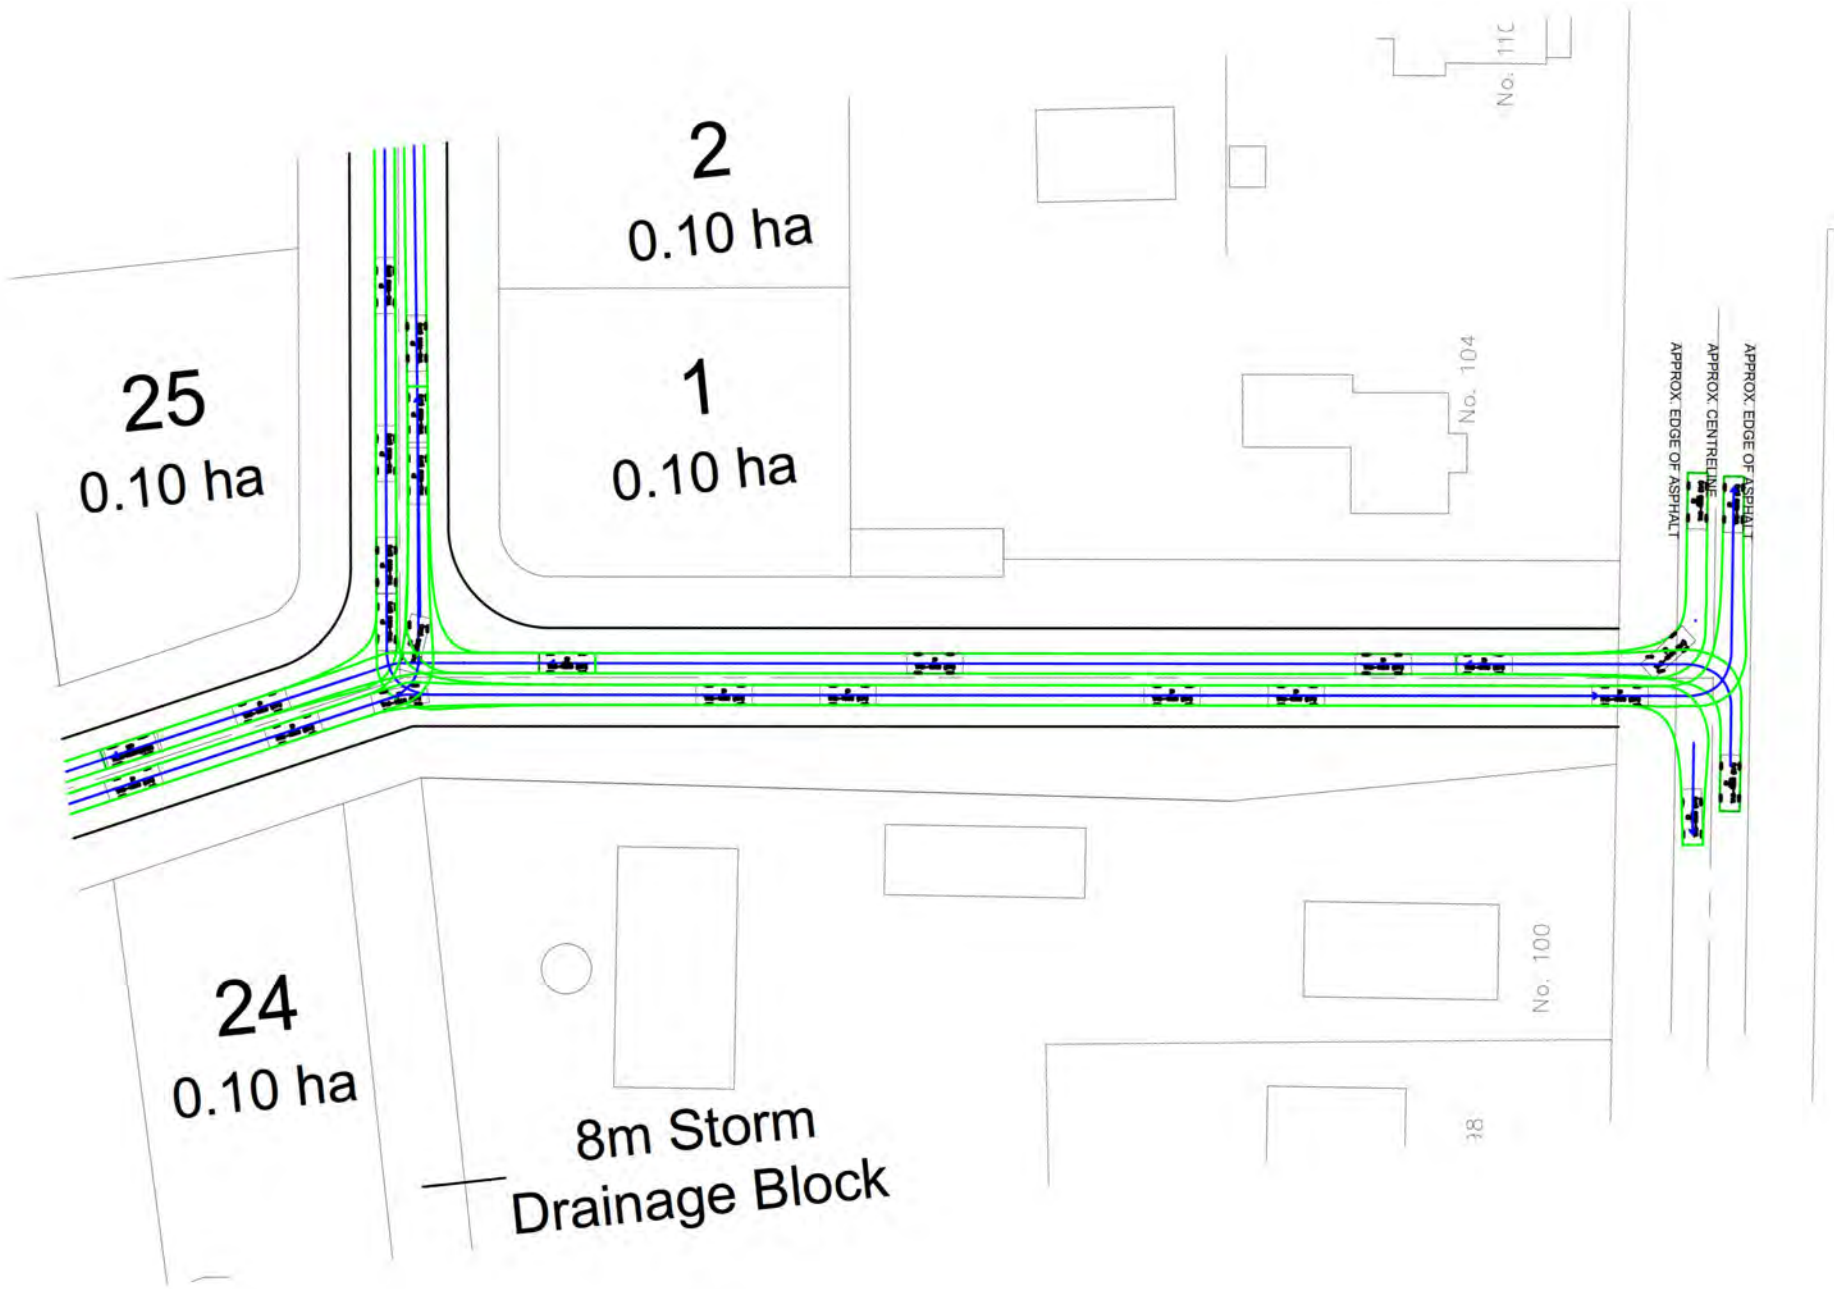 No. 110
2
0.10 ha
25
0.10 ha
1
0.10 ha
No. 104
APPROX. EDGE OF ASPHALT
APPROX. CENTRELINE
APPROX. EDGE OF ASPHALT
24
0.10 ha
No. 100
8m Storm
Drainage Block